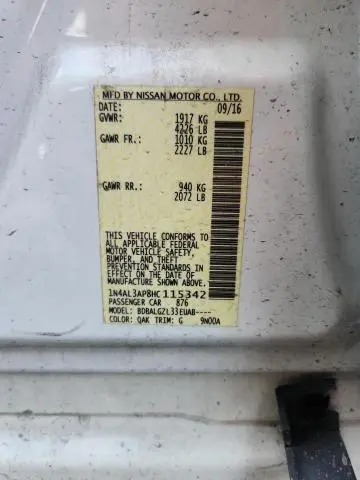 MFD BY NISSAN MOTOR CO., LTD.
DATE: 09/16
GVWR: 1917 KG
4226 LB
GAWR FR.: 1010 KG
2227 LB
GAWR RR.: 940 KG
2072 LB
THIS VEHICLE CONFORMS TO
ALL APPLICABLE FEDERAL
MOTOR VEHICLE SAFETY,
BUMPER, AND THEFT
PREVENTION STANDARDS IN
EFFECT ON THE DATE OF
MANUFACTURE SHOWN ABOVE.
1N4AL3AP8HC115342
PASSENGER CAR 876
MODEL: BDBALGZL33EUAB----
COLOR: QAK TRIM: G 9N00A